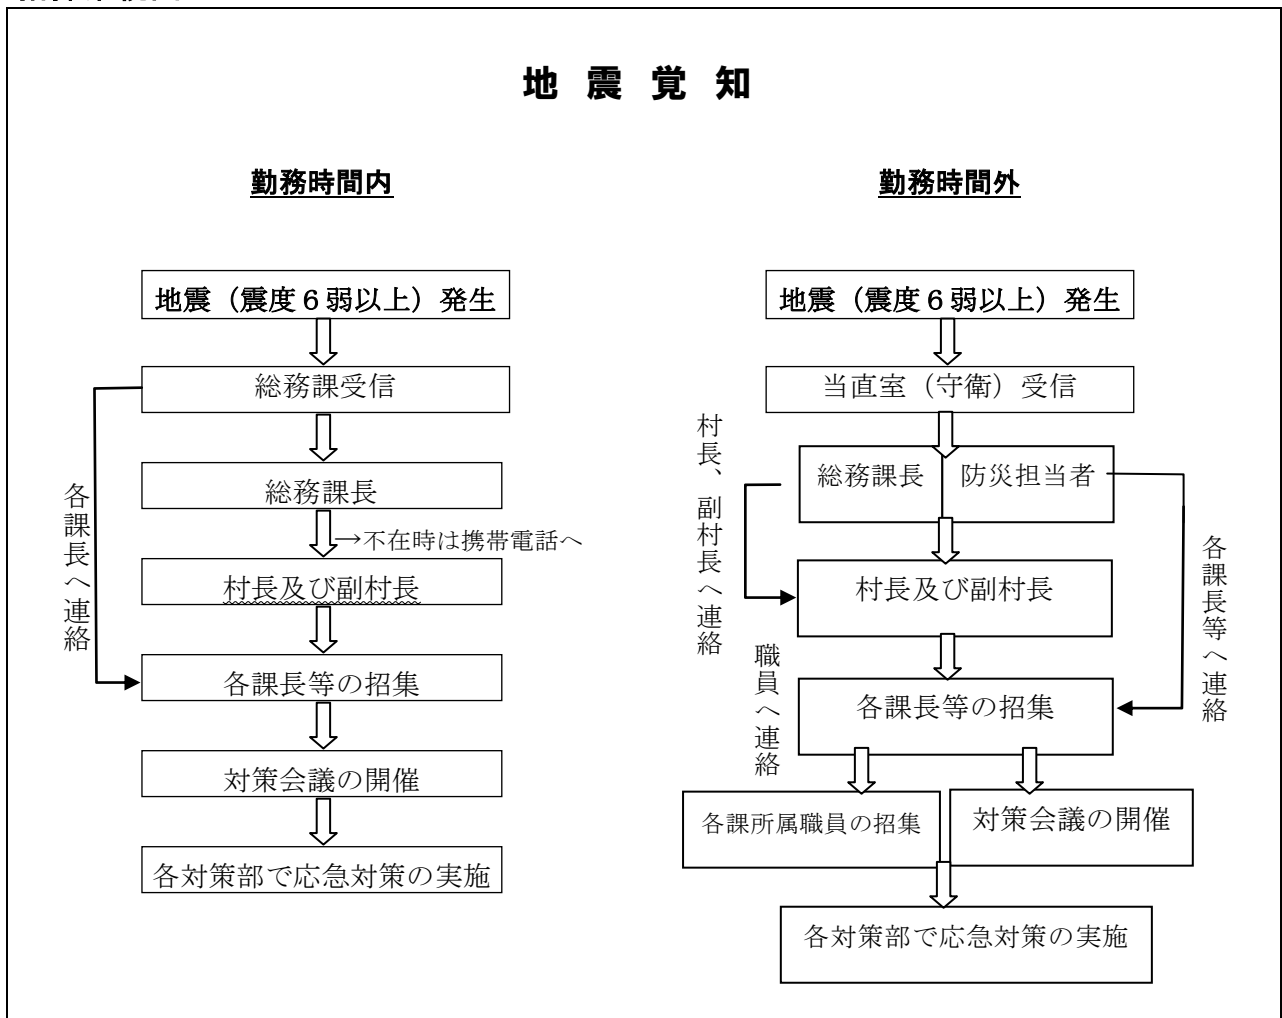 地震覚知
勤務時間内
地震（震度６弱以上）発生
総務課受信
総務課長
→不在時は携帯電話へ
村長及び副村長
各課長等の招集
対策会議の開催
各対策部で応急対策の実施
各課長へ連絡
勤務時間外
地震（震度６弱以上）発生
当直室（守衛）受信
総務課長
防災担当者
村長、副村長へ連絡
村長及び副村長
各課長等へ連絡
各課長等の招集
職員へ連絡
各課所属職員の招集
対策会議の開催
各対策部で応急対策の実施